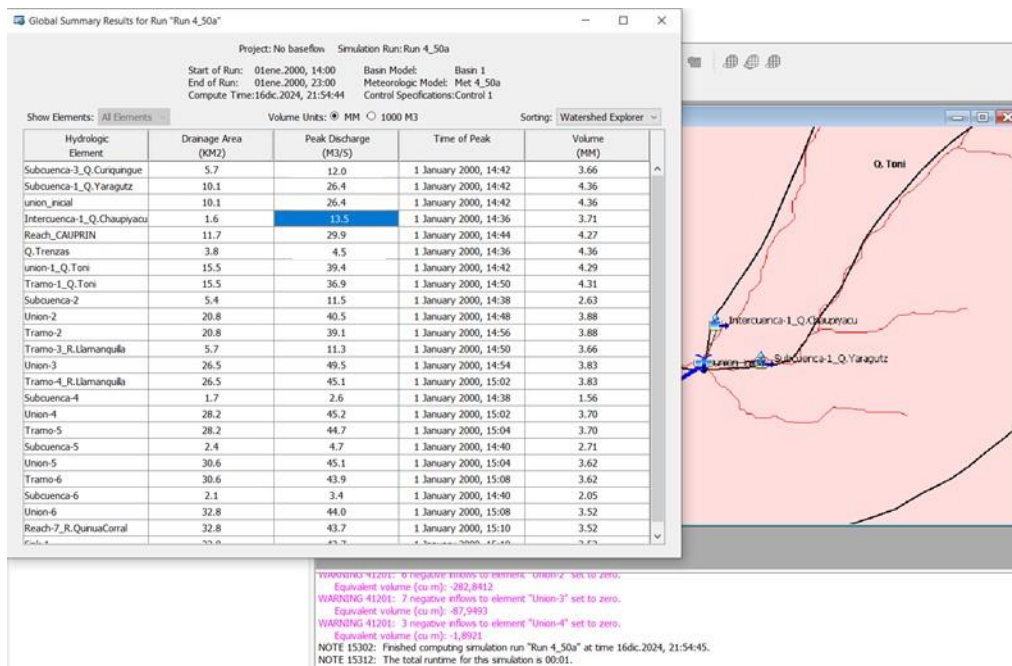 Global Summary Results for Run "Run 4_50a"
Project: No baseflow Simulation Run: Run 4_50a
Start of Run: 01ene.2000, 14:00 Basin Model: Basin 1
End of Run: 01ene.2000, 23:00 Meteorologic Model: Met 4_50a
Compute Time:16dic.2024, 21:54:44 Control Specifications:Control 1
Show Elements: All Elements Volume Units: MM 1000 M3 Sorting: Watershed Explorer
Hydrologic Element Drainage Area (KM2) Peak Discharge (M3/S) Time of Peak Volume (MM)
Subcuenca-3_Q.Curiquingue 5.7 12.0 1 January 2000, 14:42 3.66
Subcuenca-1_Q.Yaragutz 10.1 26.4 1 January 2000, 14:42 4.36
union_inicial 10.1 26.4 1 January 2000, 14:42 4.36
Intercuenca-1_Q.Chaupiyacu 1.6 13.5 1 January 2000, 14:36 3.71
Reach_CAUPRIN 11.7 29.9 1 January 2000, 14:44 4.27
Q.Trenzas 3.8 4.5 1 January 2000, 14:36 4.36
union-1_Q.Toni 15.5 39.4 1 January 2000, 14:42 4.29
Tramo-1_Q.Toni 15.5 36.9 1 January 2000, 14:50 4.31
Subcuenca-2 5.4 11.5 1 January 2000, 14:38 2.63
Union-2 20.8 40.5 1 January 2000, 14:48 3.88
Tramo-2 20.8 39.1 1 January 2000, 14:56 3.88
Tramo-3_R.Llamanquilla 5.7 11.3 1 January 2000, 14:50 3.66
Union-3 26.5 49.5 1 January 2000, 14:54 3.83
Tramo-4_R.Llamanquilla 26.5 45.1 1 January 2000, 15:02 3.83
Subcuenca-4 1.7 2.6 1 January 2000, 14:38 1.56
Union-4 28.2 45.2 1 January 2000, 15:02 3.70
Tramo-5 28.2 44.7 1 January 2000, 15:04 3.70
Subcuenca-5 2.4 4.7 1 January 2000, 14:40 2.71
Union-5 30.6 45.1 1 January 2000, 15:04 3.62
Tramo-6 30.6 43.9 1 January 2000, 15:08 3.62
Subcuenca-6 2.1 3.4 1 January 2000, 14:40 2.05
Union-6 32.8 44.0 1 January 2000, 15:08 3.52
Reach-7_R.QuinuaCorral 32.8 43.7 1 January 2000, 15:10 3.52
Q. Toni
Intercuenca-1_Q.Chaupiyacu
Subcuenca-1_Q.Yaragutz
WARNING 41201: 6 negative inflows to element "Union-2" set to zero.
Equivalent volume (cu m): -282,8412
WARNING 41201: 7 negative inflows to element "Union-3" set to zero.
Equivalent volume (cu m): -87,9493
WARNING 41201: 3 negative inflows to element "Union-4" set to zero.
Equivalent volume (cu m): -1,8921
NOTE 15302: Finished computing simulation run "Run 4_50a" at time 16dic.2024, 21:54:45.
NOTE 15312: The total runtime for this simulation is 00:01.